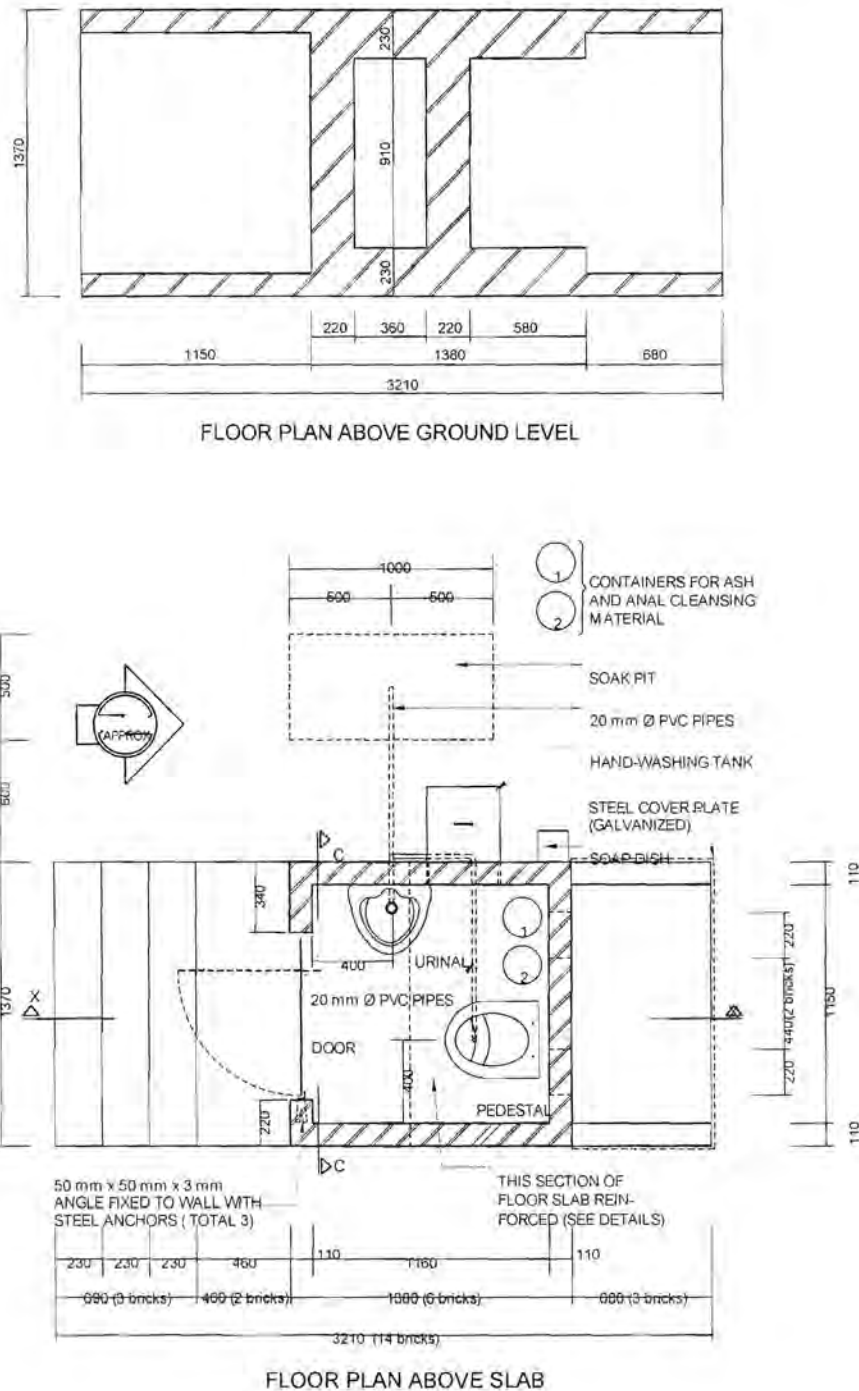 230
1370
910
230
220 360 220 580
1150 1380 680
3210
FLOOR PLAN ABOVE GROUND LEVEL
1000
500 500
1
2
CONTAINERS FOR ASH
AND ANAL CLEANSING
MATERIAL
SOAK PIT
20 mm Ø PVC PIPES
HAND-WASHING TANK
STEEL COVER PLATE
(GALVANIZED)
SOAP DISH
500
APPROX
600
C
340
110
400
URINAL
1
2
20 mm Ø PVC PIPES
1370
X
DOOR
400
PEDESTAL
220
220
440(2 bricks)
220
1150
110
C
50 mm x 50 mm x 3 mm
ANGLE FIXED TO WALL WITH
STEEL ANCHORS ( TOTAL 3)
THIS SECTION OF
FLOOR SLAB REIN-
FORCED (SEE DETAILS)
230 230 230 460 110 1160 110
690 (3 bricks) 460 (2 bricks) 1380 (6 bricks) 680 (3 bricks)
3210 (14 bricks)
FLOOR PLAN ABOVE SLAB